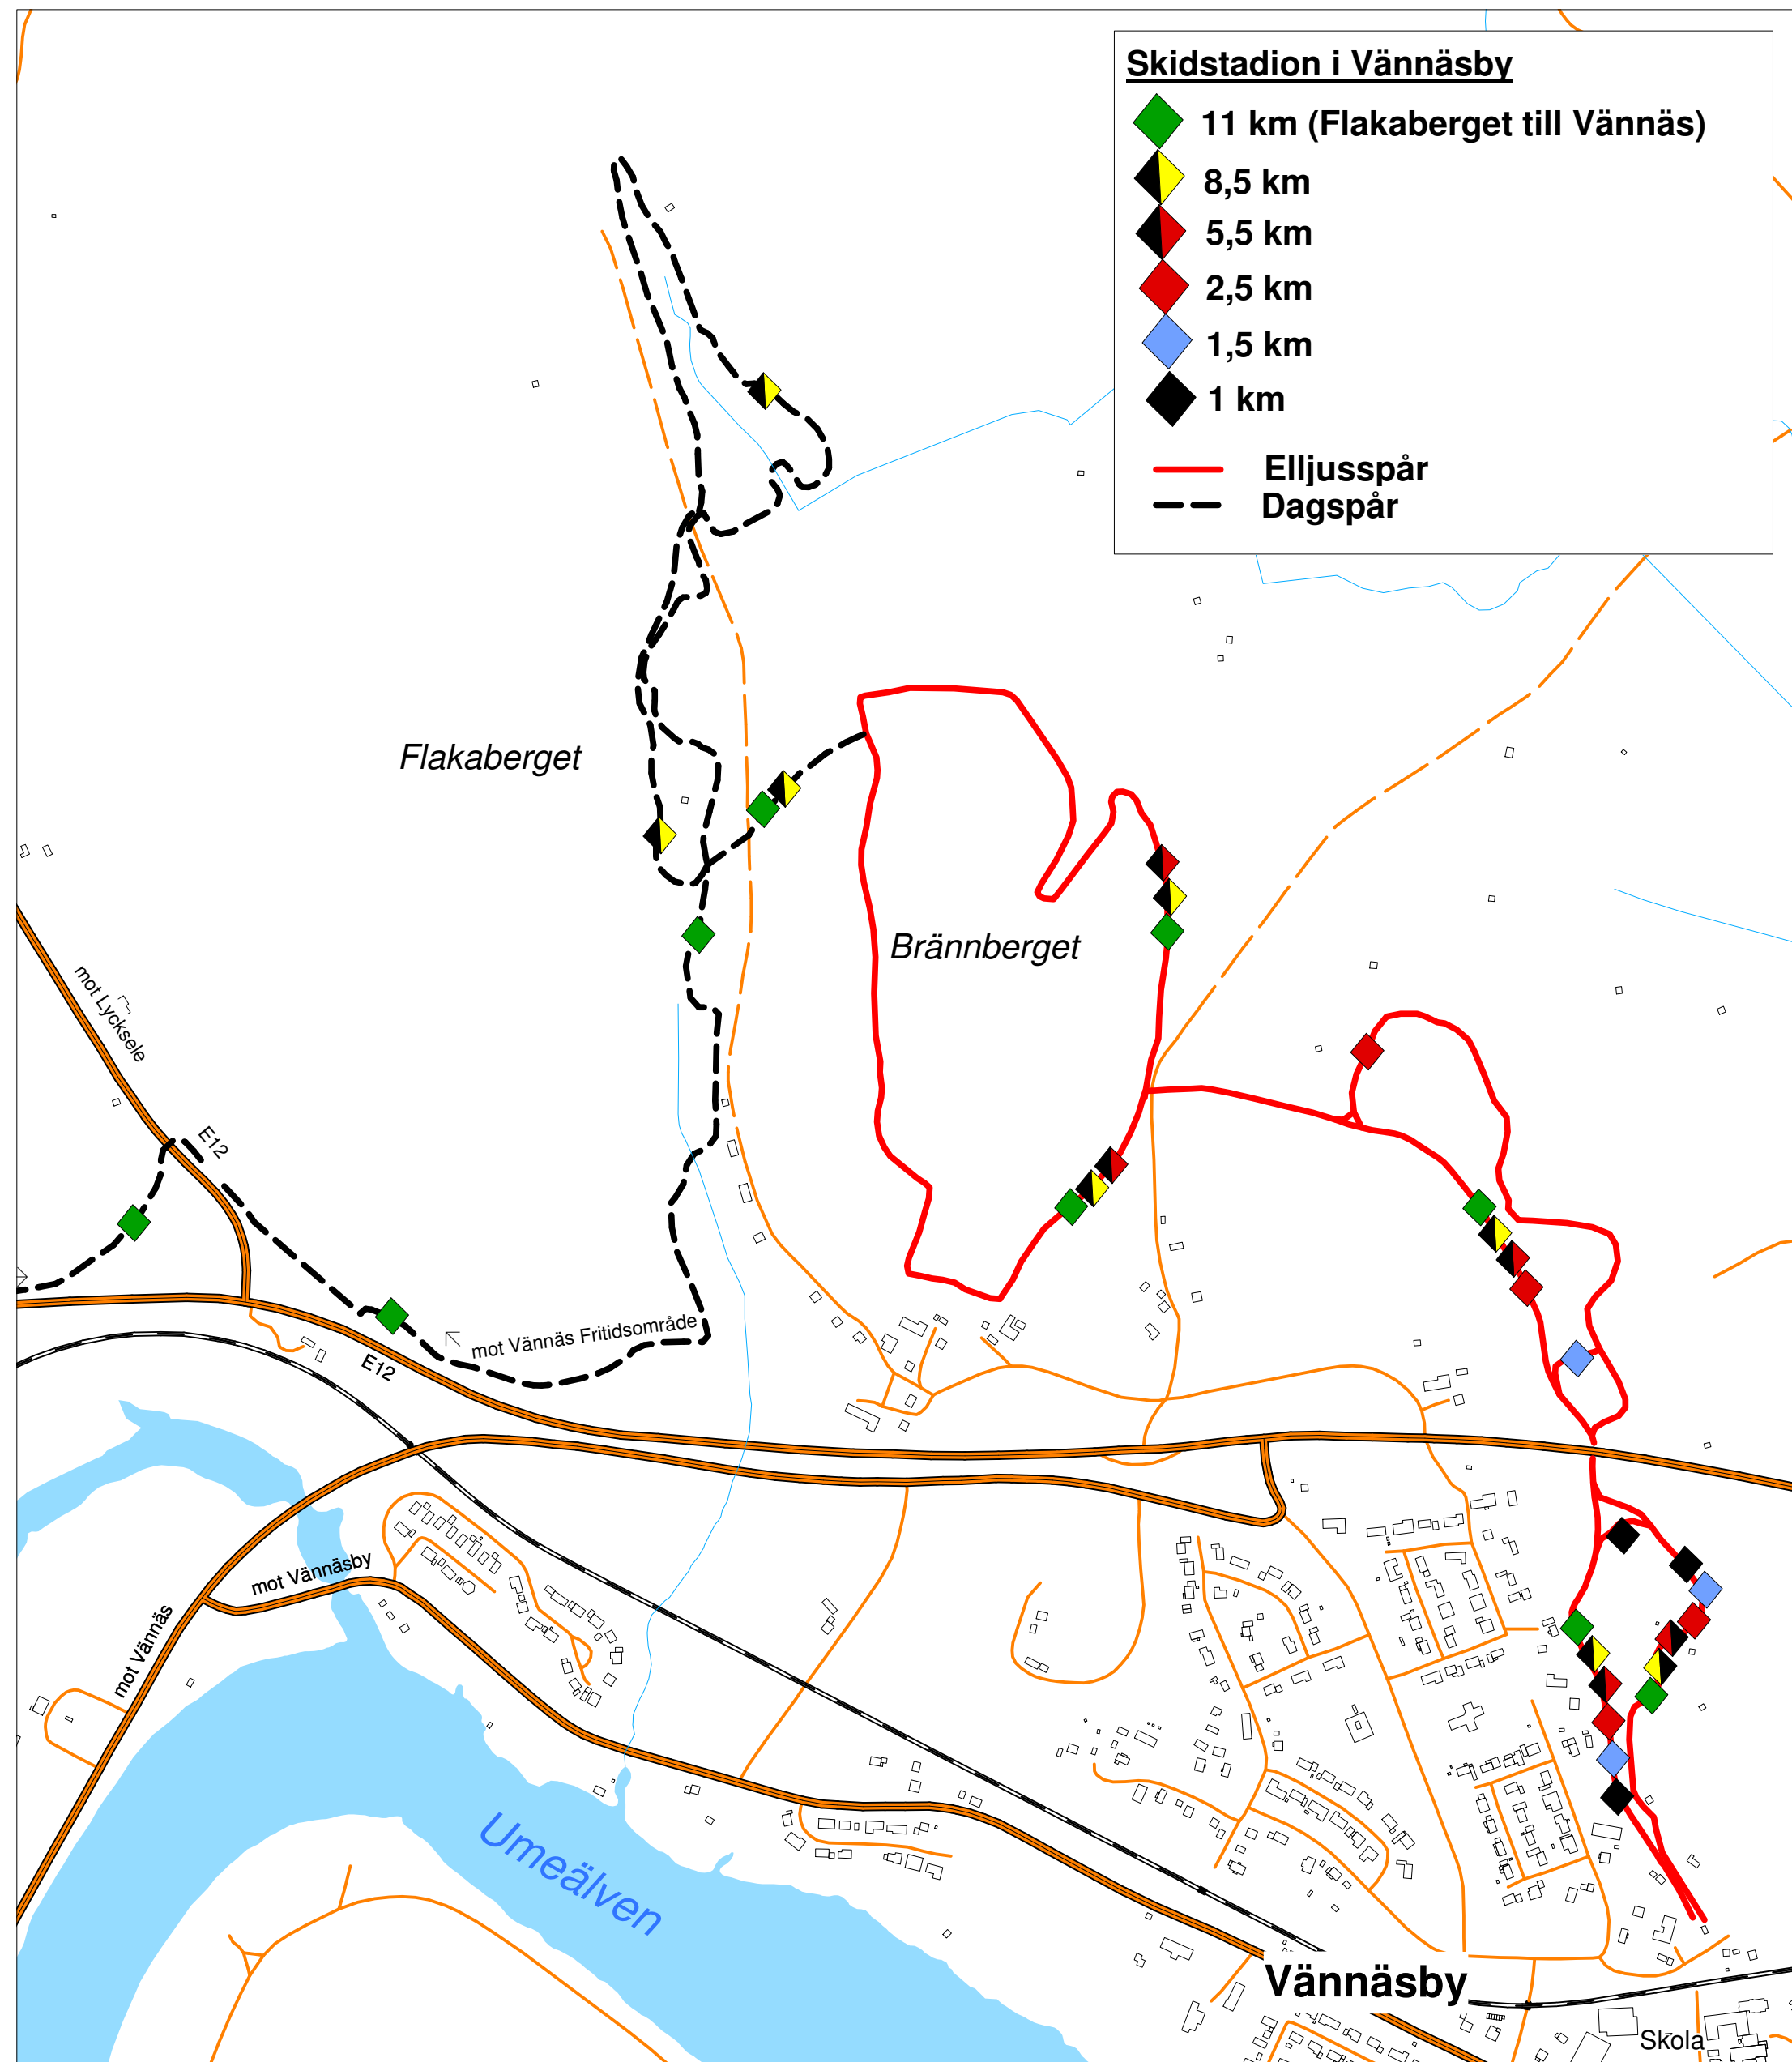 Skidstadion i Vännäsby
11 km (Flakaberget till Vännäs)
8,5 km
5,5 km
2,5 km
1,5 km
1 km
Elljusspår
Dagspår
Flakaberget
Brännberget
mot Lycksele
E12
mot Vännäs Fritidsområde
E12
mot Vännäsby
mot Vännäs
Umeälven
Vännäsby
Skola